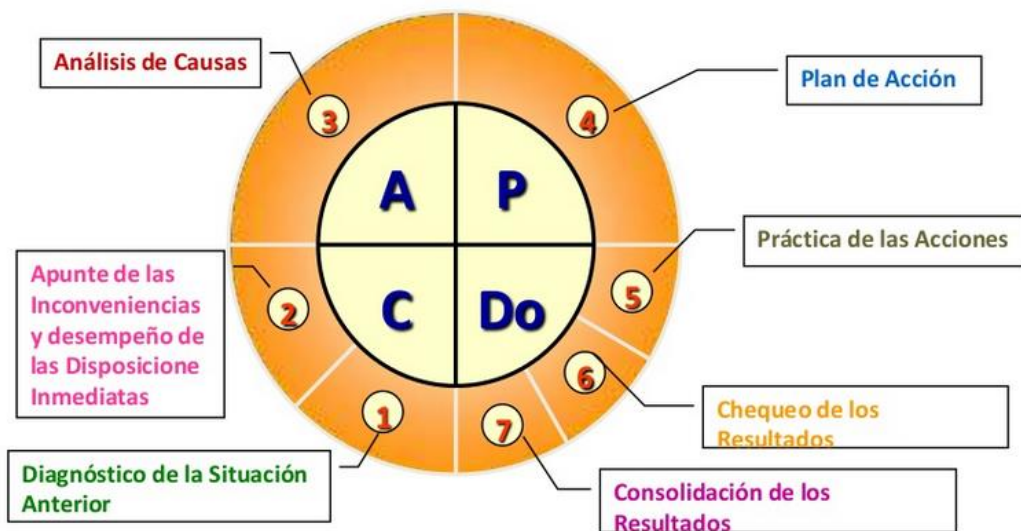 Análisis de Causas
Plan de Acción
3
4
A
P
Práctica de las Acciones
Apunte de las
Inconveniencias
y desempeño de
las Disposicione
Inmediatas
2
5
C
Do
6
1
7
Chequeo de los
Resultados
Diagnóstico de la Situación
Anterior
Consolidación de los
Resultados